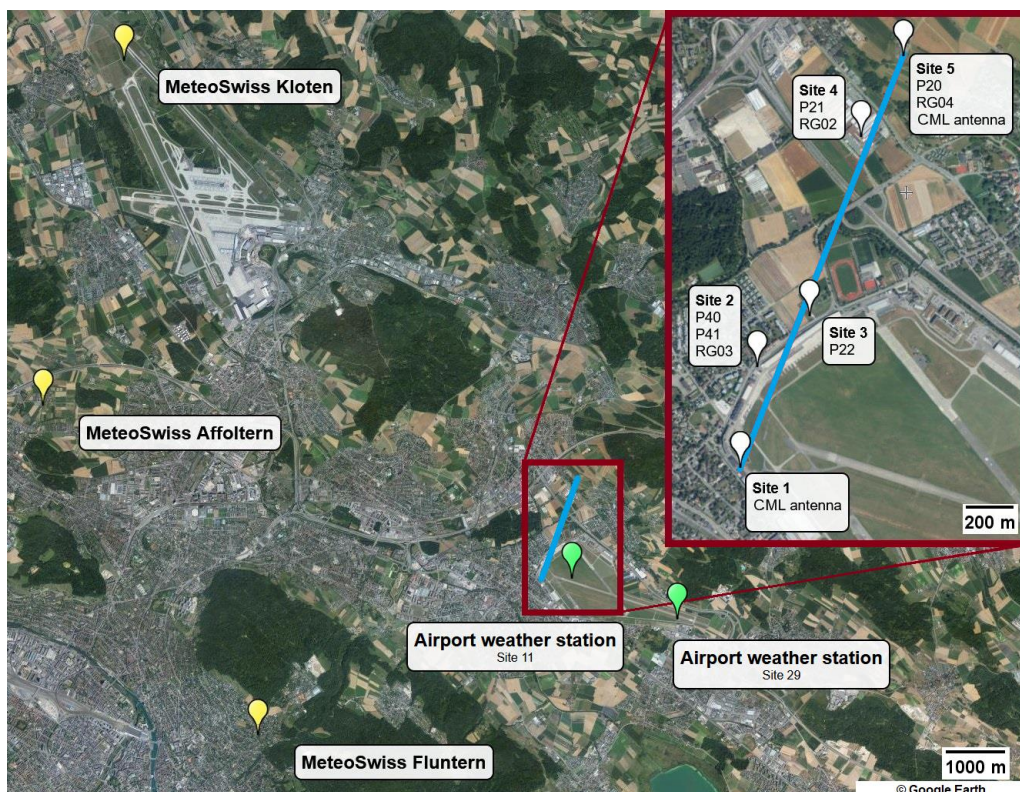 MeteoSwiss Kloten
Site 5
P20
RG04
CML antenna
Site 4
P21
RG02
Site 2
P40
P41
RG03
Site 3
P22
Site 1
CML antenna
200 m
MeteoSwiss Affoltern
Airport weather station
Site 11
Airport weather station
Site 29
MeteoSwiss Fluntern
1000 m
© Google Earth